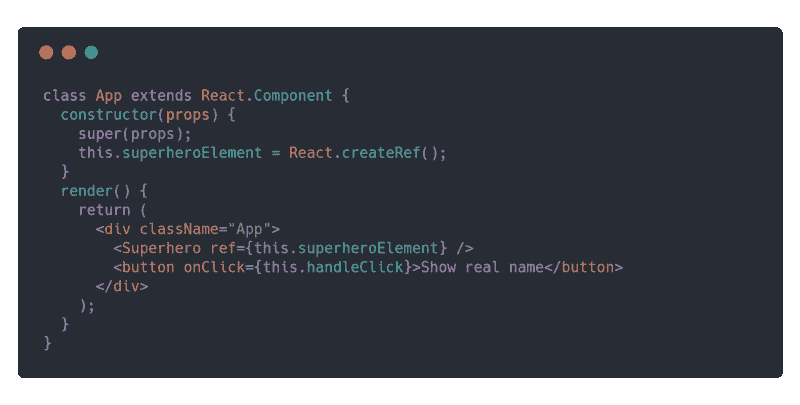 class App extends React.Component {
  constructor(props) {
    super(props);
    this.superheroElement = React.createRef();
  }
  render() {
    return (
      <div className="App">
        <Superhero ref={this.superheroElement} />
        <button onClick={this.handleClick}>Show real name</button>
      </div>
    );
  }
}